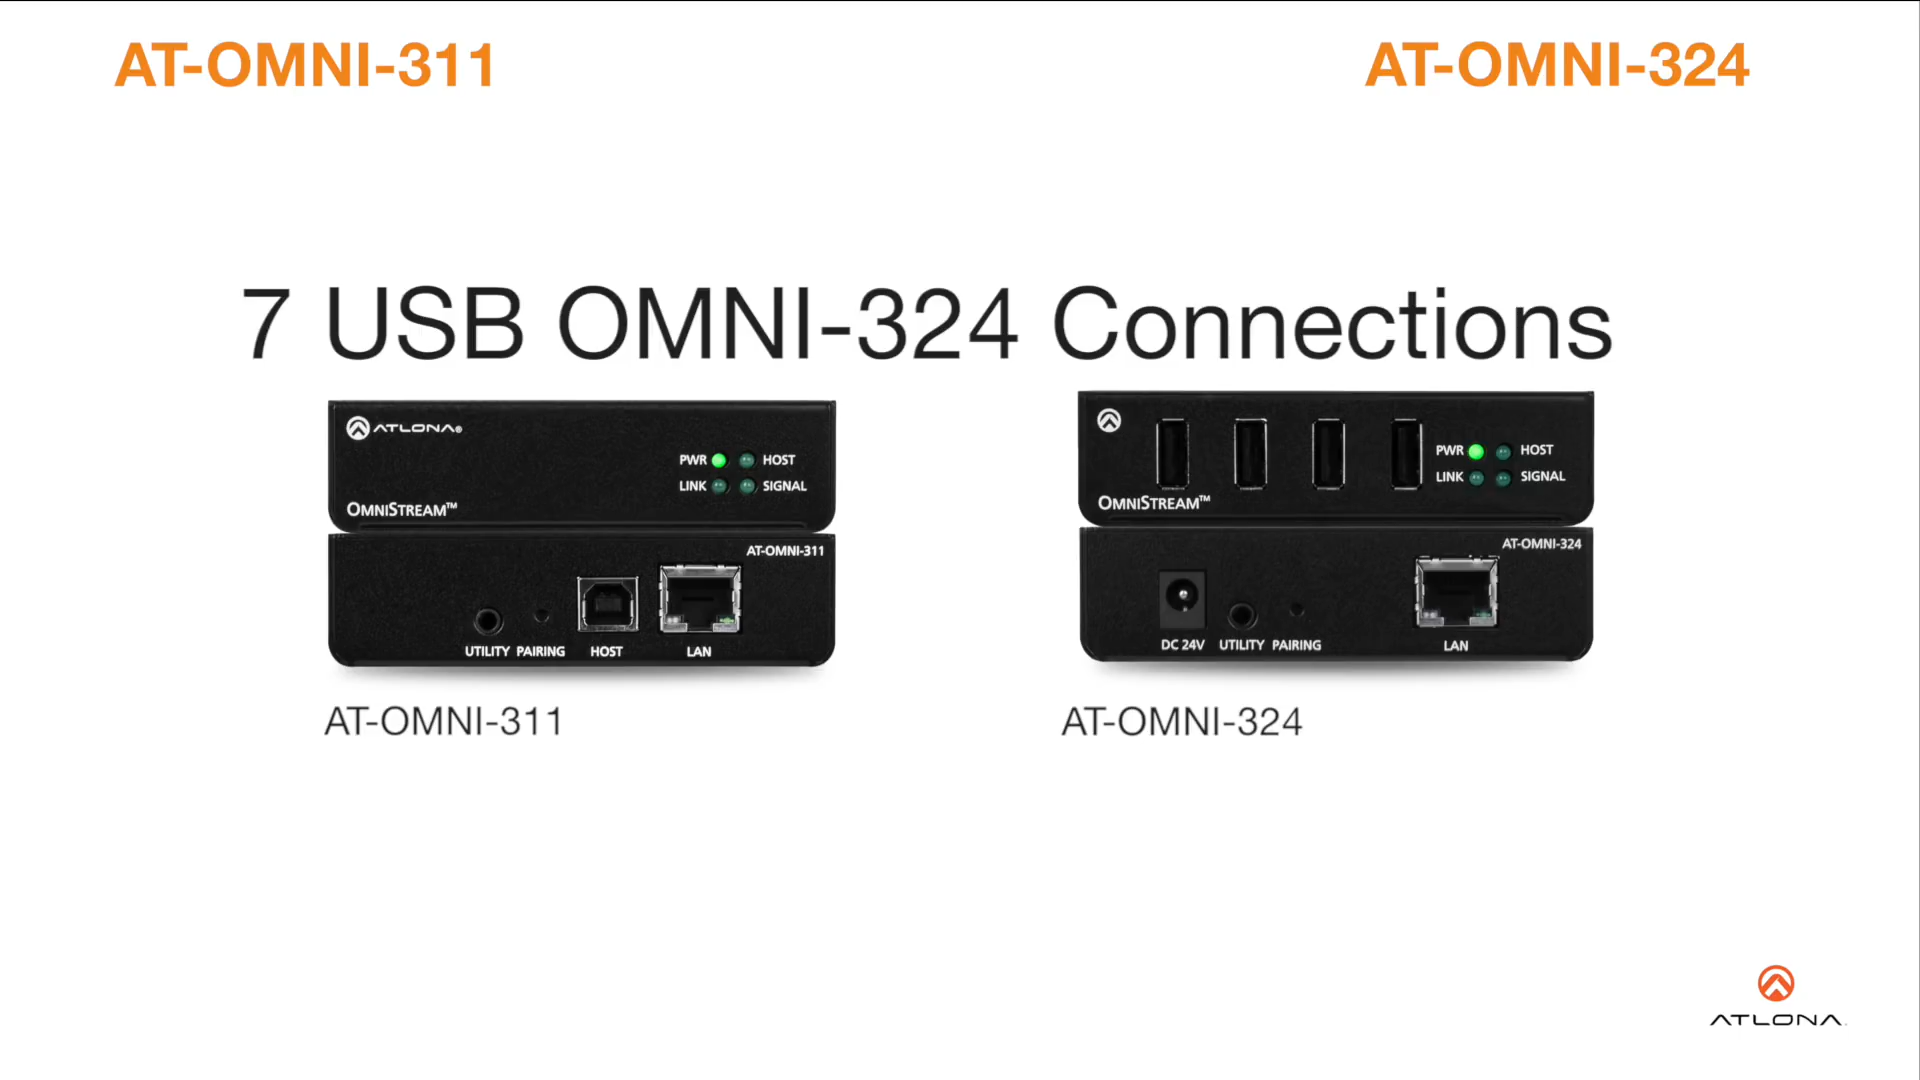 AT-OMNI-311
AT-OMNI-324
7 USB OMNI-324 Connections
ATLONA®
PWR HOST
LINK SIGNAL
OMNISTREAM™
AT-OMNI-311
UTILITY PAIRING HOST LAN
AT-OMNI-311
PWR HOST
LINK SIGNAL
OMNISTREAM™
AT-OMNI-324
DC 24V UTILITY PAIRING LAN
AT-OMNI-324
ATLONA